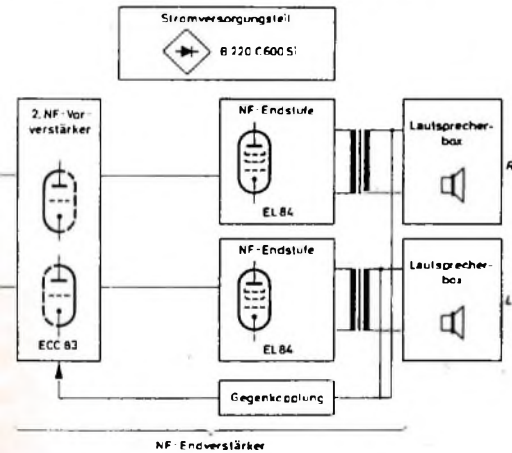 Stromversorgungsteil
B 220 C600 Si
2. NF-Vor-
verstärker
ECC 83
NF-Endstufe
EL 84
Lautsprecher-
box
R
NF-Endstufe
EL 84
Lautsprecher-
box
L
Gegenkopplung
NF-Endverstärker